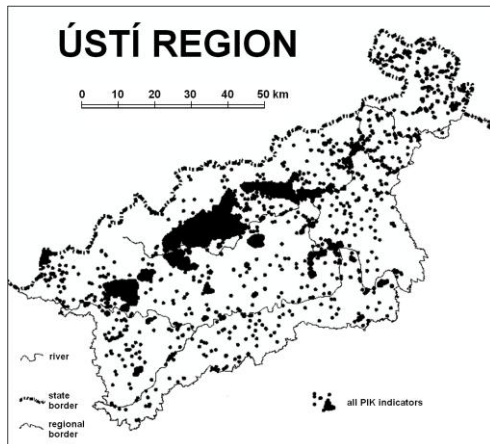 ÚSTÍ REGION
0 10 20 30 40 50 km
river
state
border
regional
border
all PIK indicators